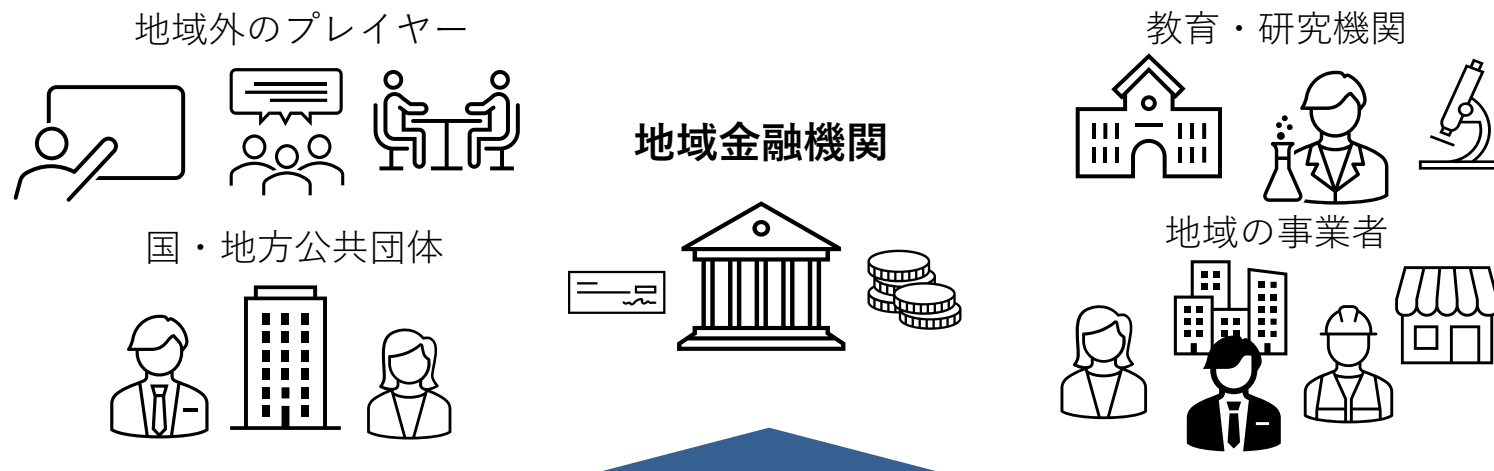 地域外のプレイヤー
教育・研究機関
地域金融機関
国・地方公共団体
地域の事業者